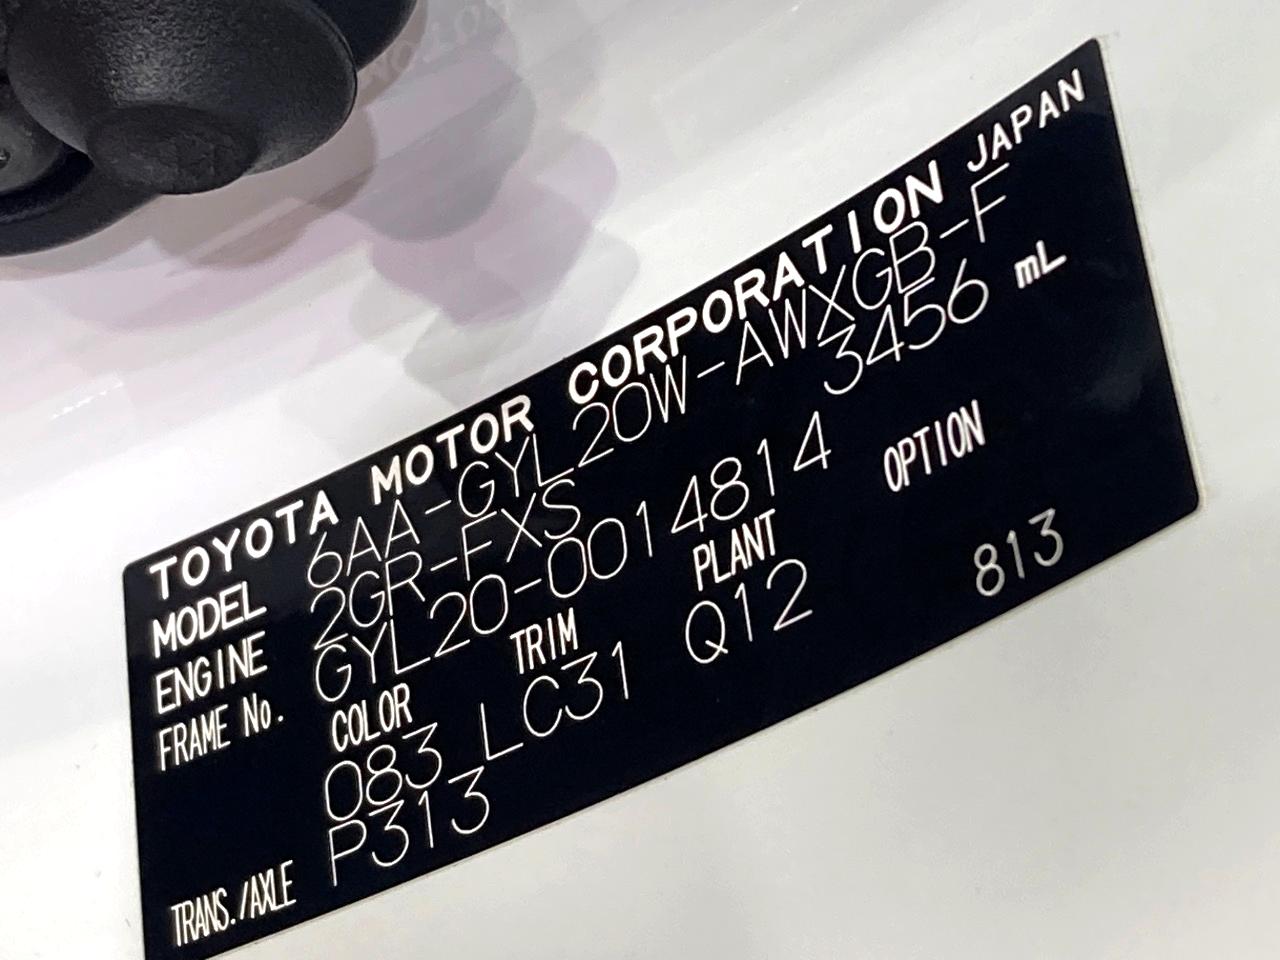 TOYOTA MOTOR CORPORATION JAPAN
MODEL 6AA-GYL20W-AWXGB-F
ENGINE 2GR-FXS 3456 mL
FRAME No. GYL20-0014814
COLOR TRIM PLANT OPTION
083 LC31 Q12 813
TRANS./AXLE P313